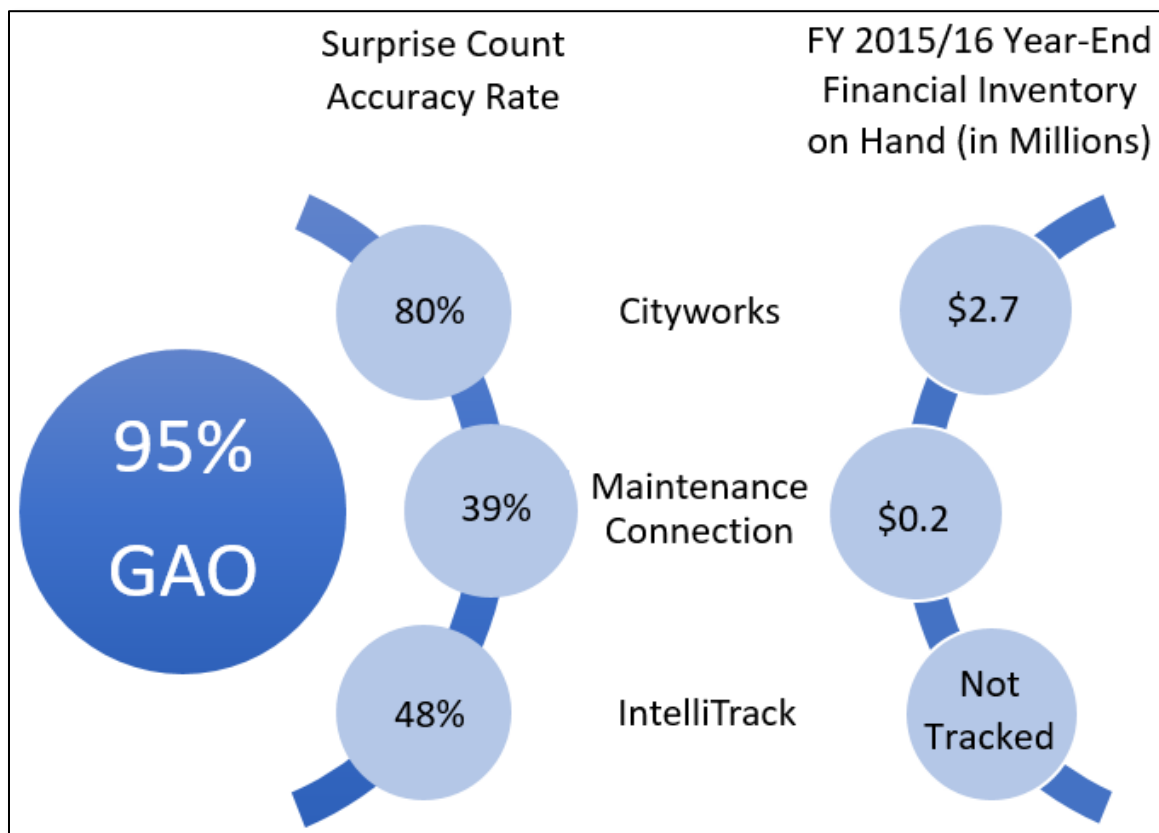 Surprise Count
Accuracy Rate
FY 2015/16 Year-End
Financial Inventory
on Hand (in Millions)
95%
GAO
80%
Cityworks
$2.7
39%
Maintenance
Connection
$0.2
48%
IntelliTrack
Not
Tracked